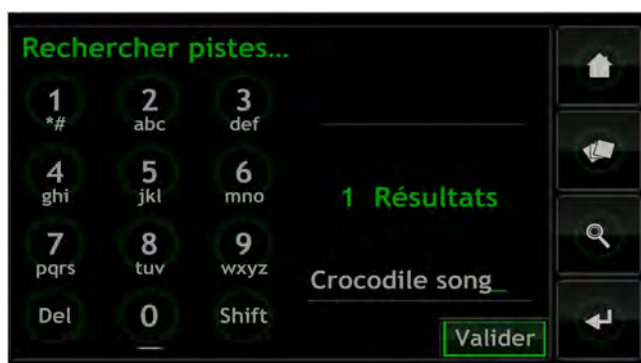 Rechercher pistes...
1 2 3
*# abc def
4 5 6
ghi jkl mno
1 Résultats
7 8 9
pqrs tuv wxyz
Crocodile song_
Del 0 Shift
Valider